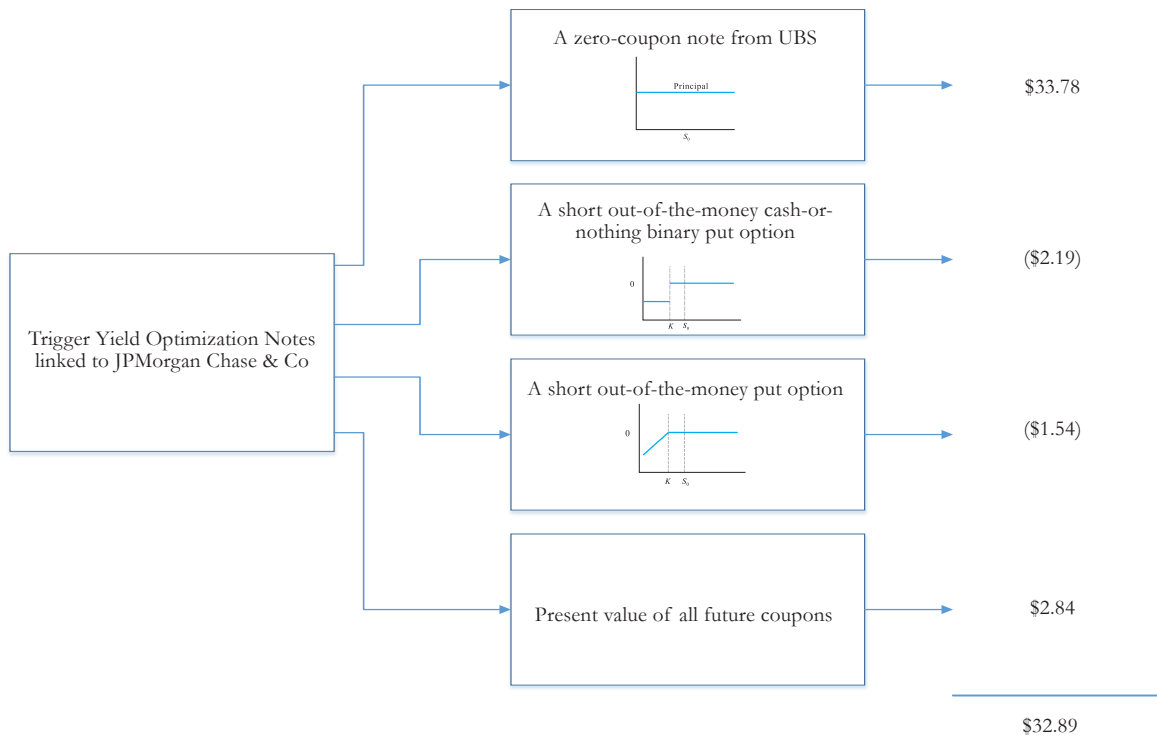 A zero-coupon note from UBS
Principal
S0
$33.78
A short out-of-the-money cash-or-
nothing binary put option
0
K S0
($2.19)
Trigger Yield Optimization Notes
linked to JPMorgan Chase & Co
A short out-of-the-money put option
0
K S0
($1.54)
Present value of all future coupons
$2.84
$32.89